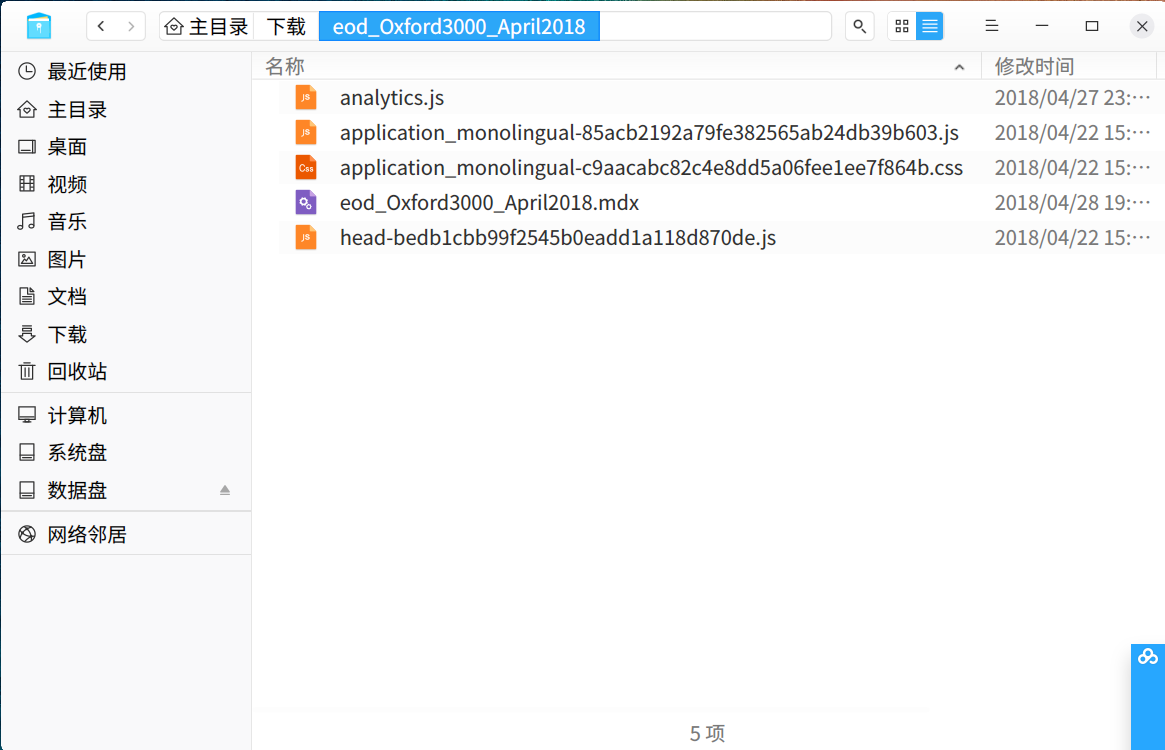 主目录 下载 eod_Oxford3000_April2018
最近使用
主目录
桌面
视频
音乐
图片
文档
下载
回收站
计算机
系统盘
数据盘
网络邻居
名称 修改时间
analytics.js 2018/04/27 23:···
application_monolingual-85acb2192a79fe382565ab24db39b603.js 2018/04/22 15:···
application_monolingual-c9aacabc82c4e8dd5a06fee1ee7f864b.css 2018/04/22 15:···
eod_Oxford3000_April2018.mdx 2018/04/28 19:···
head-bedb1cbb99f2545b0eadd1a118d870de.js 2018/04/22 15:···
5 项